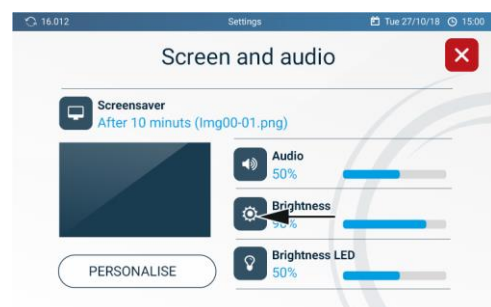 16.012 Settings Tue 27/10/18 15:00
Screen and audio
Screensaver
After 10 minuts (Img00-01.png)
Audio
50%
Brightness
90%
Brightness LED
50%
PERSONALISE